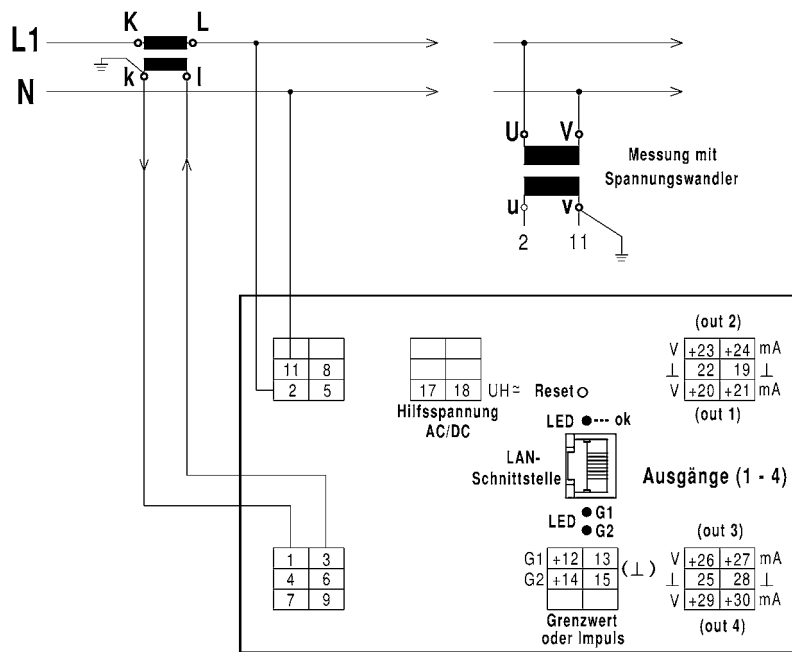 K L
L1
k l
N
U V
Messung mit
Spannungswandler
u v
2 11
(out 2)
V +23 +24 mA
⊥ 22 19 ⊥
V +20 +21 mA
(out 1)
11 8
2 5
17 18 UH ≃
Hilfsspannung
AC/DC
Reset
LED --- ok
LAN-
Schnittstelle
Ausgänge (1 - 4)
LED G1
G2
1 3
4 6
7 9
G1 +12 13
G2 +14 15
(⊥)
Grenzwert
oder Impuls
(out 3)
V +26 +27 mA
⊥ 25 28 ⊥
V +29 +30 mA
(out 4)